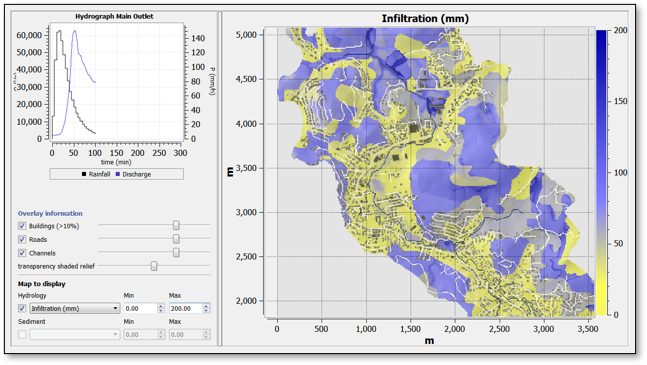 Hydrograph Main Outlet
60,000
50,000
40,000
30,000
20,000
10,000
0
140
120
100
80
60
40
20
0
P (mm/h)
0 50 100 150 200 250 300
time (min)
Rainfall Discharge
Overlay information
Buildings (>10%)
Roads
Channels
transparency shaded relief
Map to display
Hydrology Min Max
Infiltration (mm) 0.00 200.00
Sediment Min Max
0.00 0.00
Infiltration (mm)
5,000
4,500
4,000
3,500
3,000
2,500
2,000
m
0 500 1,000 1,500 2,000 2,500 3,000 3,500
m
200
150
100
50
0